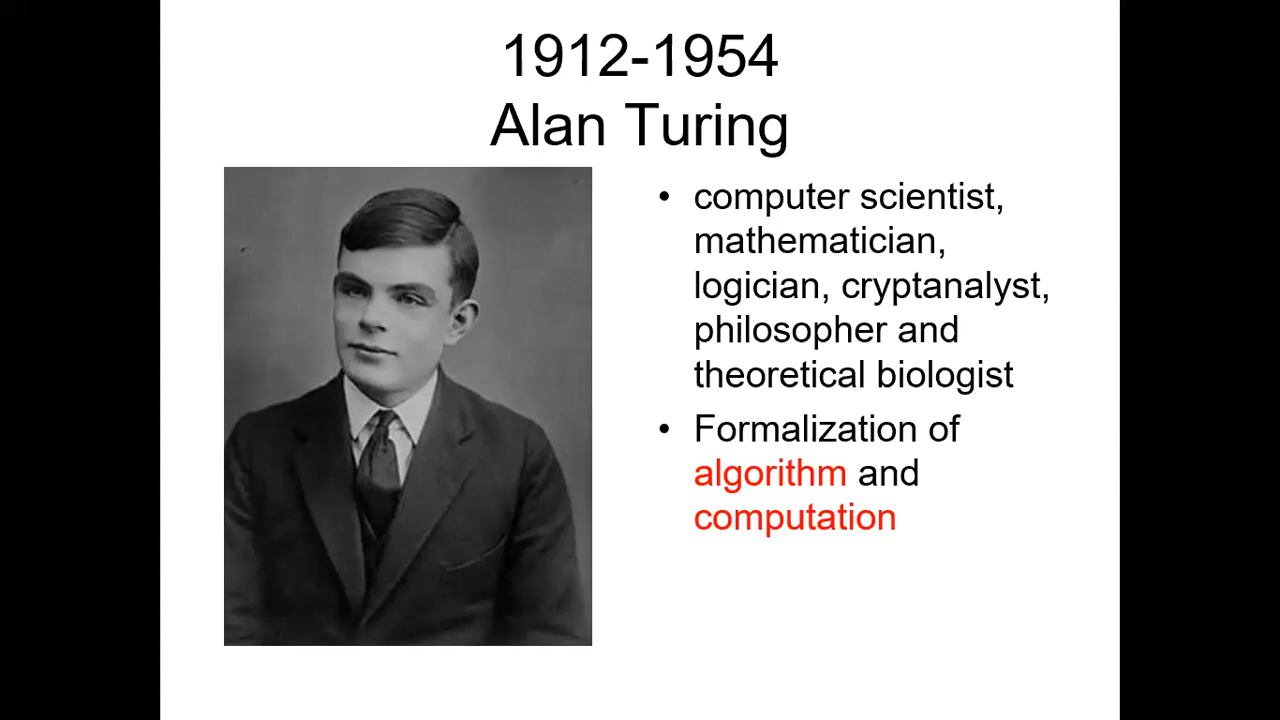 1912-1954
Alan Turing
• computer scientist,
mathematician,
logician, cryptanalyst,
philosopher and
theoretical biologist
• Formalization of
algorithm and
computation